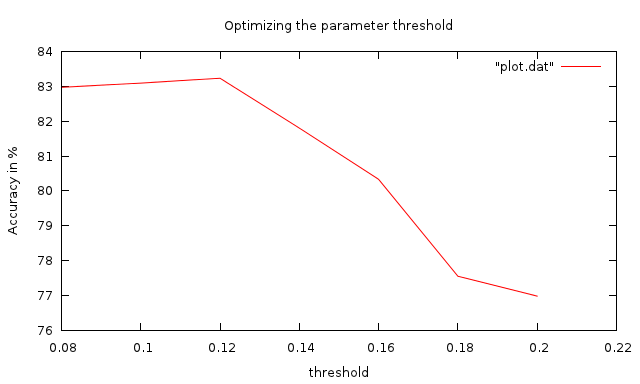 Optimizing the parameter threshold
84
"plot.dat"
83
82
81
Accuracy in %
80
79
78
77
76
0.08 0.1 0.12 0.14 0.16 0.18 0.2 0.22
threshold